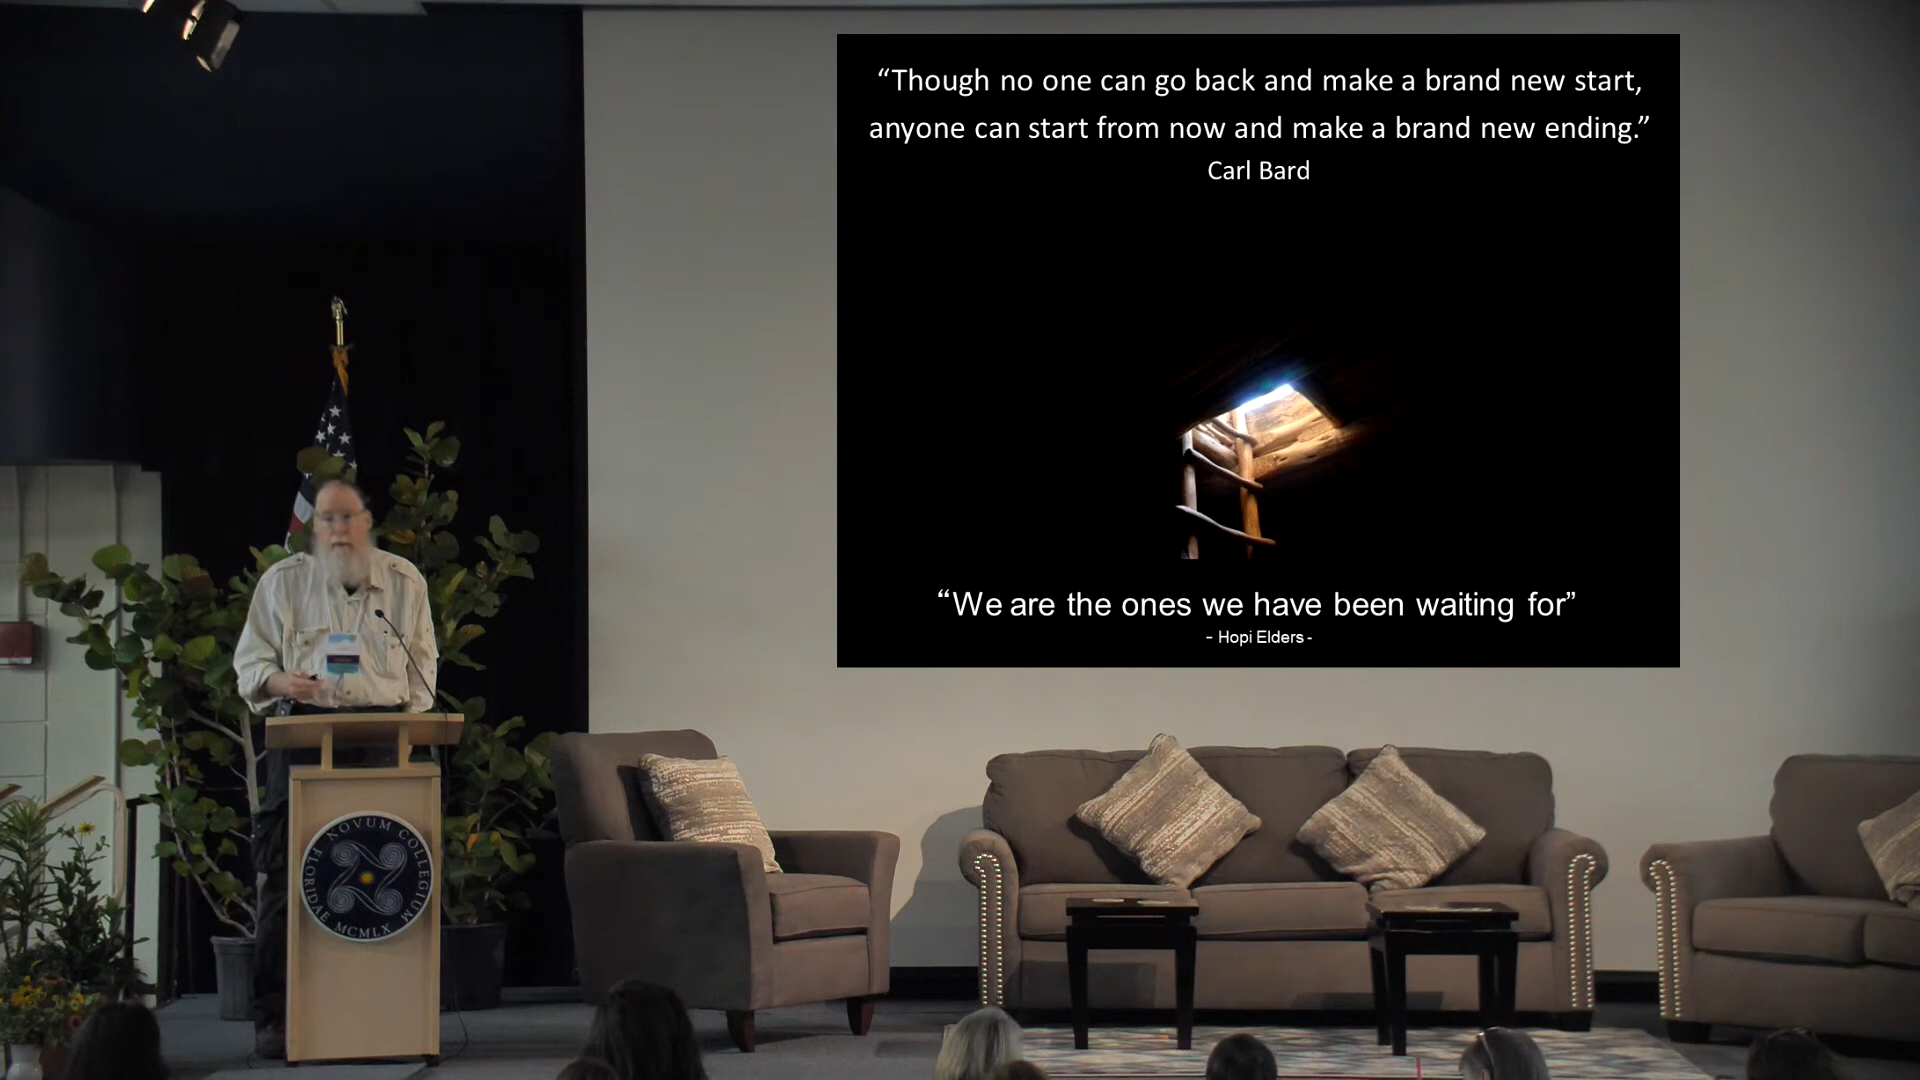 “Though no one can go back and make a brand new start,
anyone can start from now and make a brand new ending.”
Carl Bard
“We are the ones we have been waiting for”
- Hopi Elders -
NOVUM COLLEGIUM
FLORIDAE MCMLX